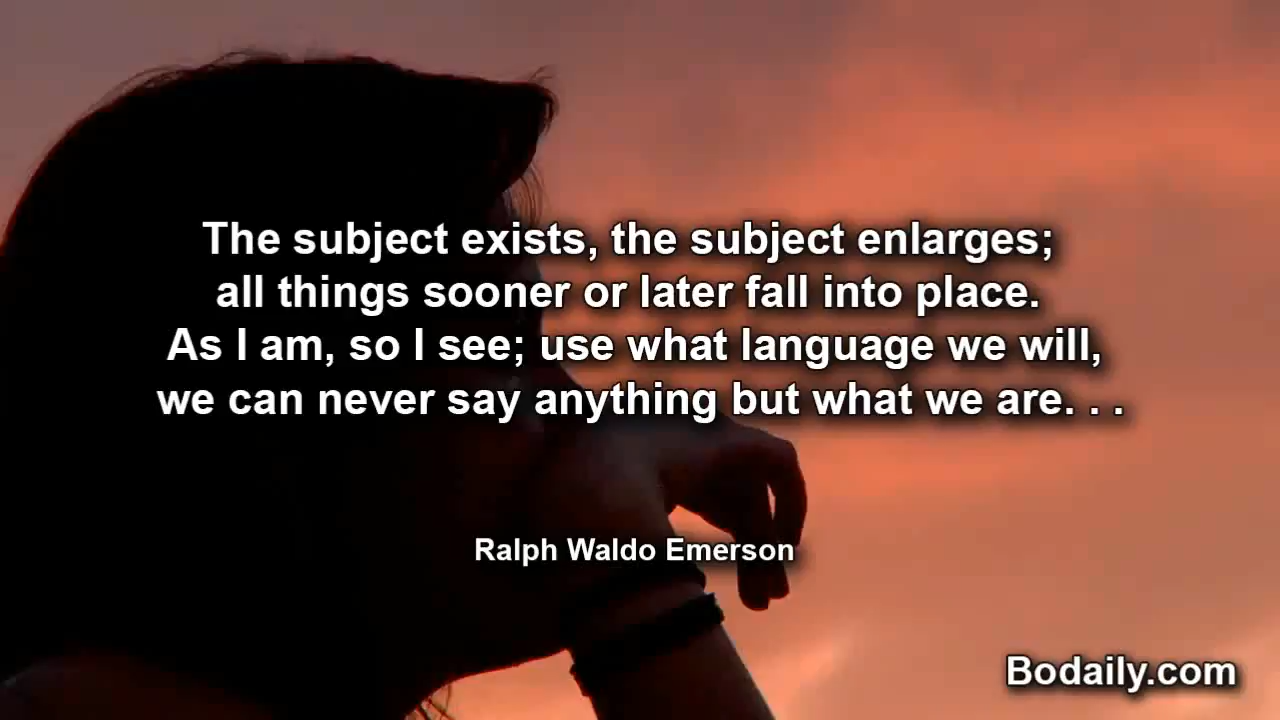 The subject exists, the subject enlarges;
all things sooner or later fall into place.
As I am, so I see; use what language we will,
we can never say anything but what we are. . .
Ralph Waldo Emerson
Bodaily.com